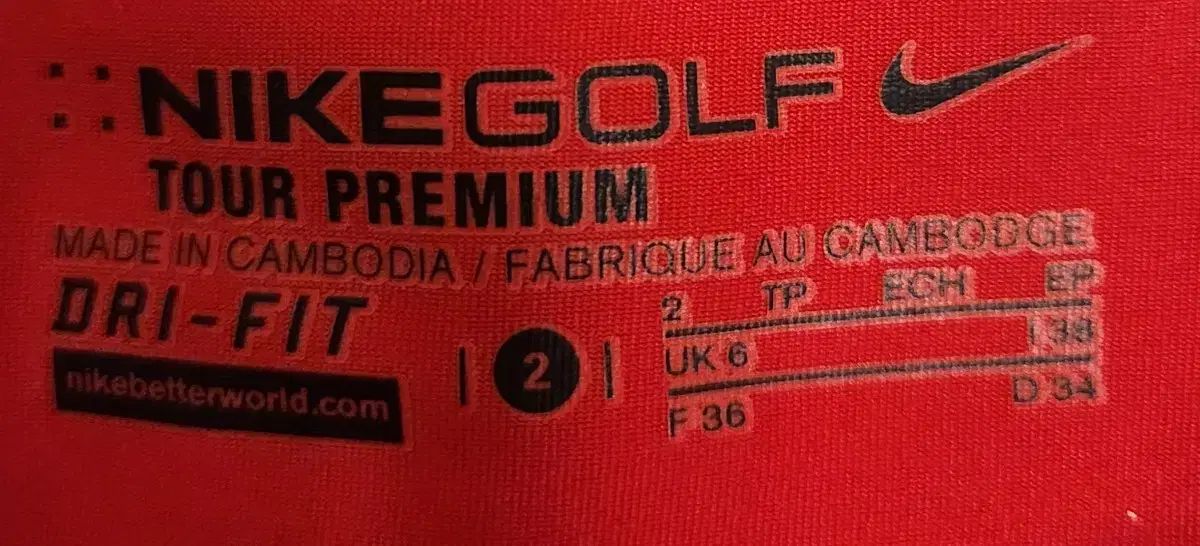 NIKEGOLF
TOUR PREMIUM
MADE IN CAMBODIA / FABRIQUE AU CAMBODGE
DRI-FIT
nikebetterworld.com
2
2 TP ECH EP
UK 6 I 38
F 36 D 34